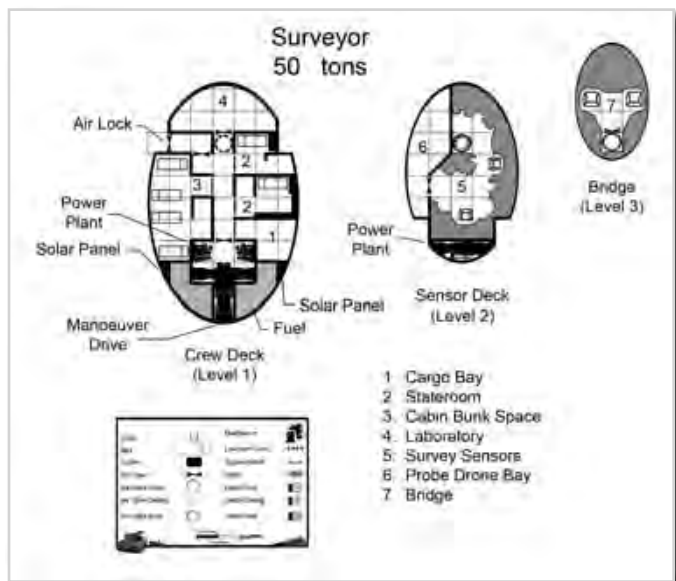 Surveyor
50 tons
4
7
Air Lock
6
2
3
Bridge
(Level 3)
5
2
Power
Plant
1
Power
Plant
Solar Panel
Solar Panel
Sensor Deck
(Level 2)
Manoeuver
Drive
Fuel
Crew Deck
(Level 1)
1 Cargo Bay
2 Stateroom
3 Cabin Bunk Space
4 Laboratory
5 Survey Sensors
6 Probe Drone Bay
7 Bridge